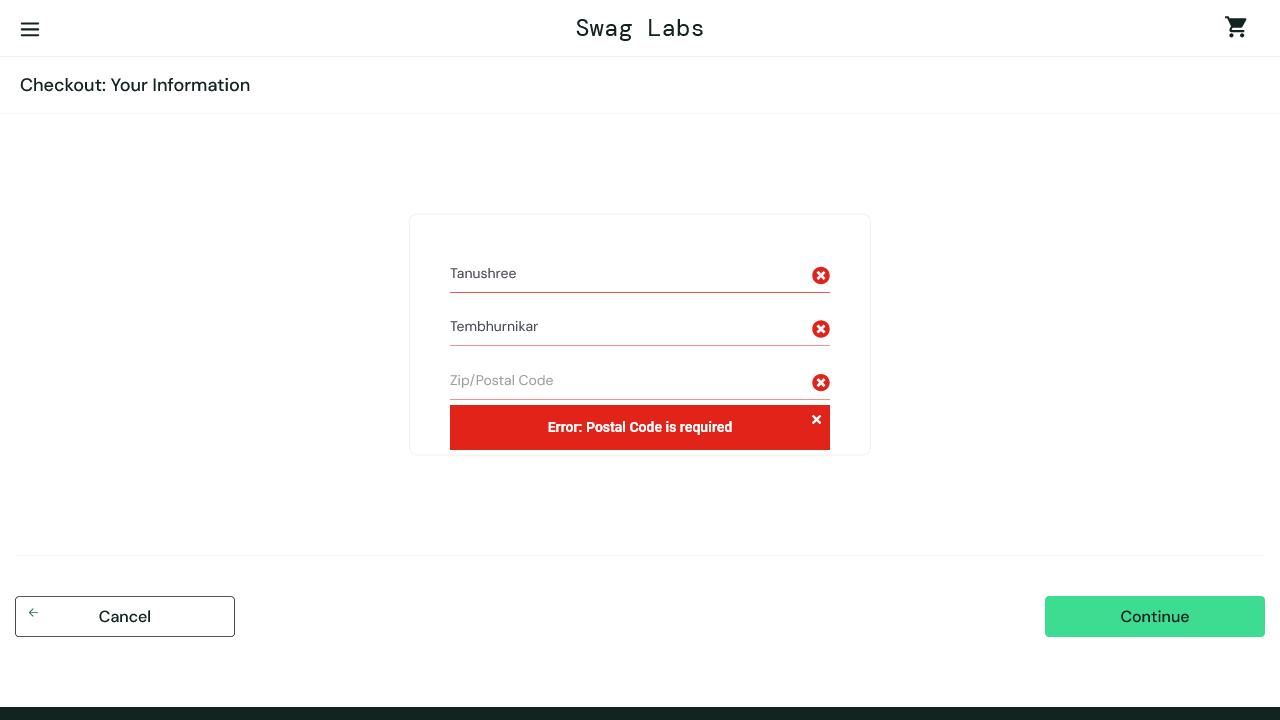 Swag Labs
Checkout: Your Information
Tanushree
Tembhurnikar
Zip/Postal Code
Error: Postal Code is required
Cancel
Continue